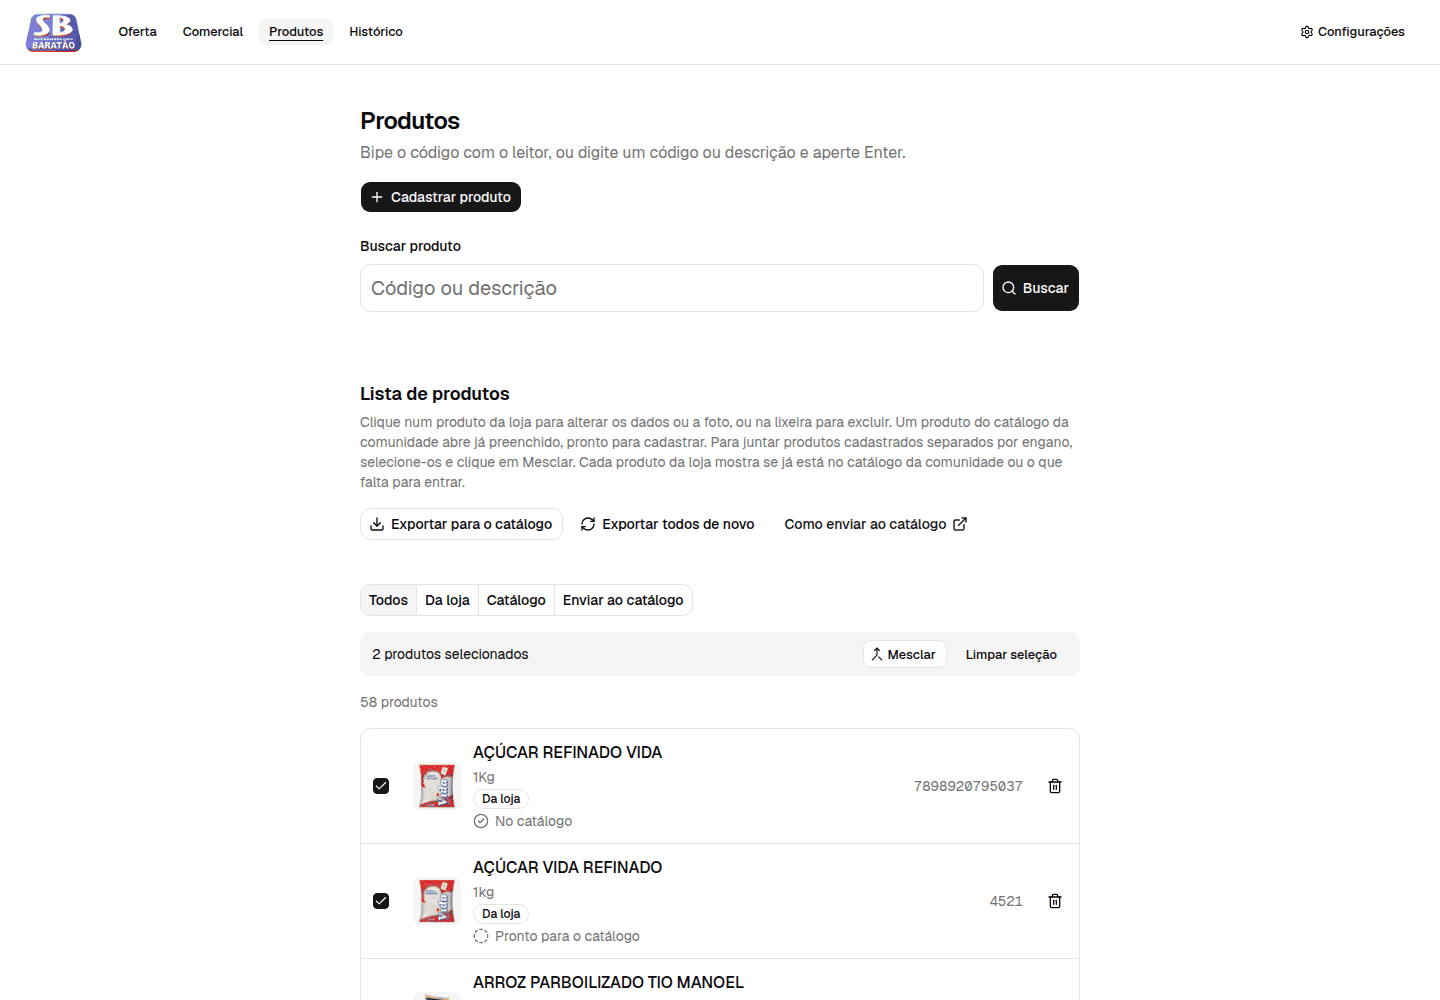 SB
BARATÃO
Oferta
Comercial
Produtos
Histórico
Configurações
Produtos
Bipe o código com o leitor, ou digite um código ou descrição e aperte Enter.
Cadastrar produto
Buscar produto
Código ou descrição
Buscar
Lista de produtos
Clique num produto da loja para alterar os dados ou a foto, ou na lixeira para excluir. Um produto do catálogo da
comunidade abre já preenchido, pronto para cadastrar. Para juntar produtos cadastrados separados por engano,
selecione-os e clique em Mesclar. Cada produto da loja mostra se já está no catálogo da comunidade ou o que
falta para entrar.
Exportar para o catálogo
Exportar todos de novo
Como enviar ao catálogo
Todos
Da loja
Catálogo
Enviar ao catálogo
2 produtos selecionados
Mesclar
Limpar seleção
58 produtos
AÇÚCAR REFINADO VIDA
1Kg
Da loja
No catálogo
Vida
7898920795037
AÇÚCAR VIDA REFINADO
1kg
Da loja
Pronto para o catálogo
Vida
4521
ARROZ PARBOILIZADO TIO MANOEL